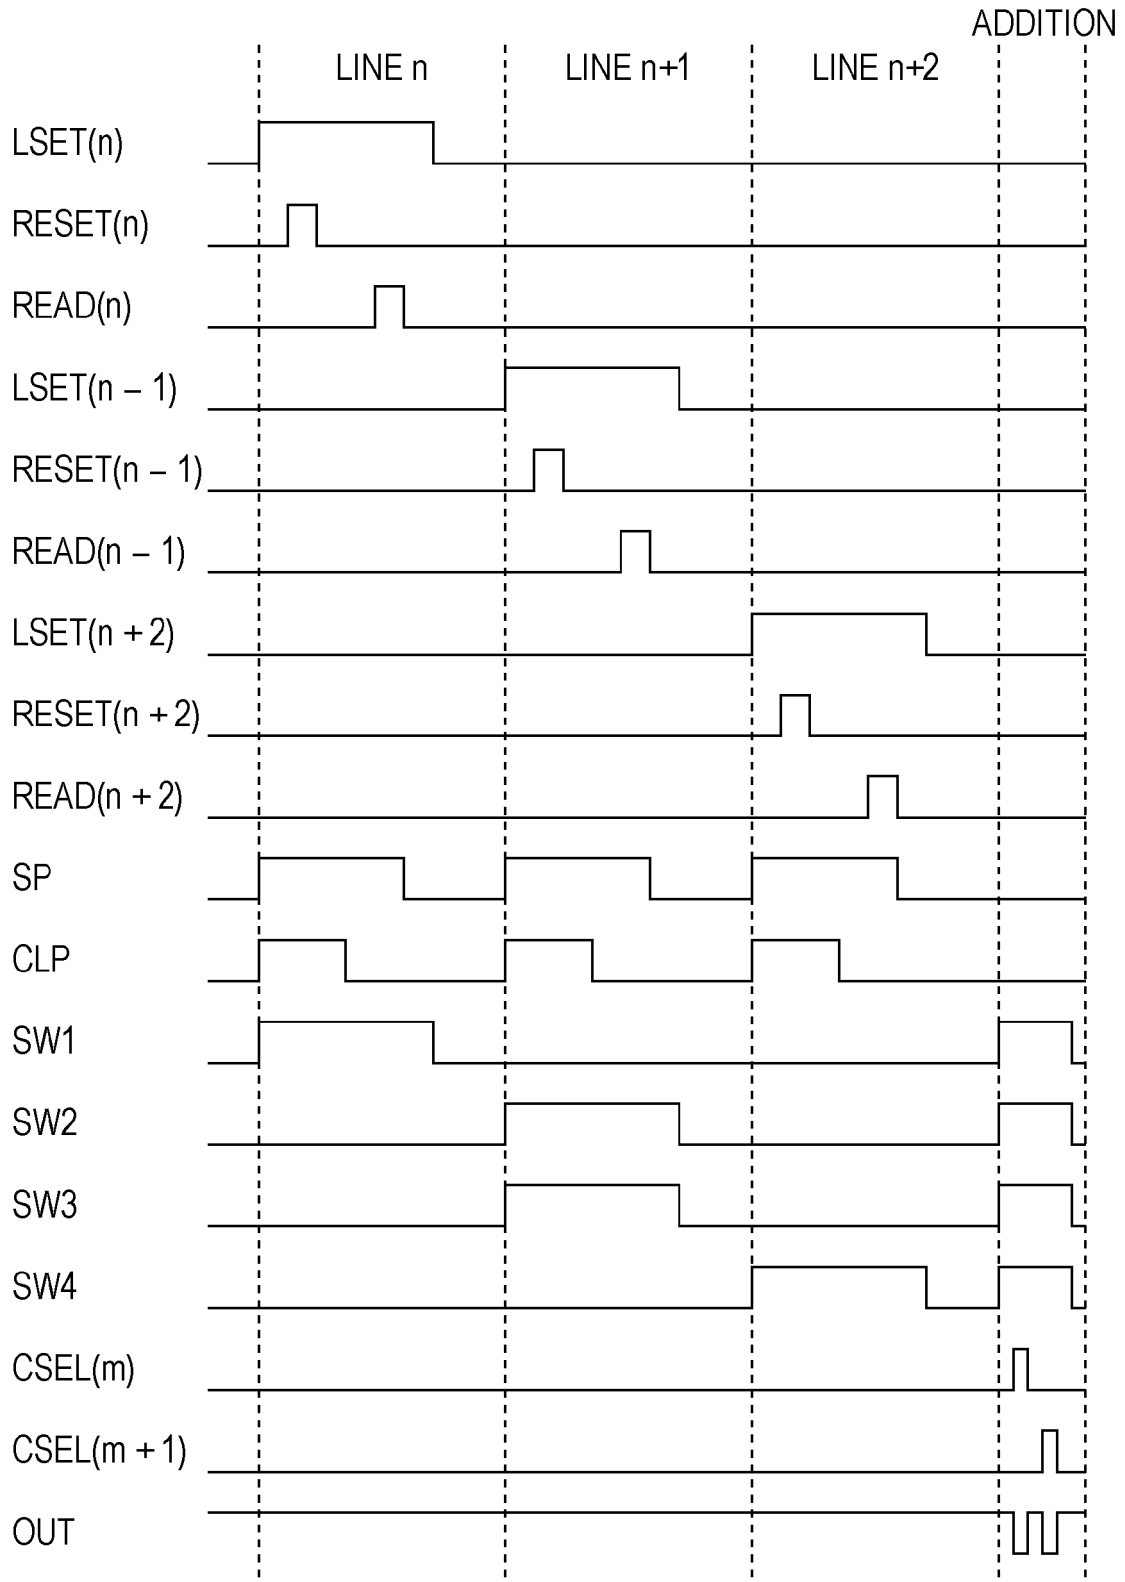 ADDITION
LINE n LINE n+1 LINE n+2
LSET(n)
RESET(n)
READ(n)
LSET(n – 1)
RESET(n – 1)
READ(n – 1)
LSET(n + 2)
RESET(n + 2)
READ(n + 2)
SP
CLP
SW1
SW2
SW3
SW4
CSEL(m)
CSEL(m + 1)
OUT